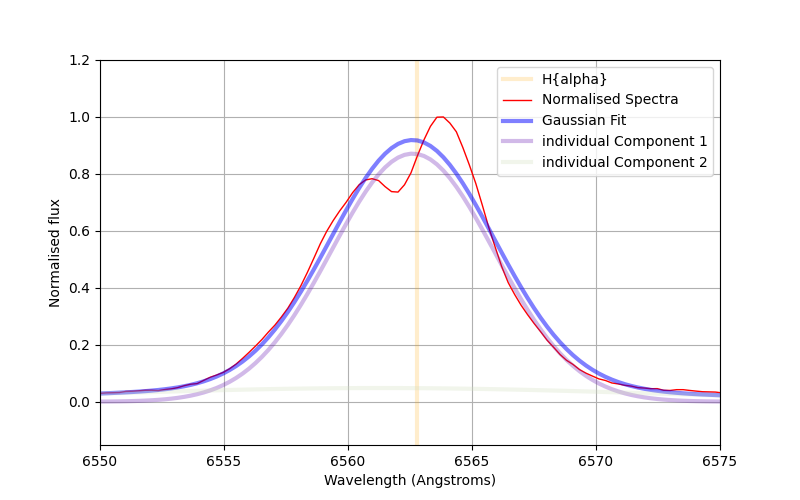 1.2
1.0
0.8
0.6
0.4
0.2
0.0
Normalised flux
H{alpha}
Normalised Spectra
Gaussian Fit
individual Component 1
individual Component 2
6550 6555 6560 6565 6570 6575
Wavelength (Angstroms)